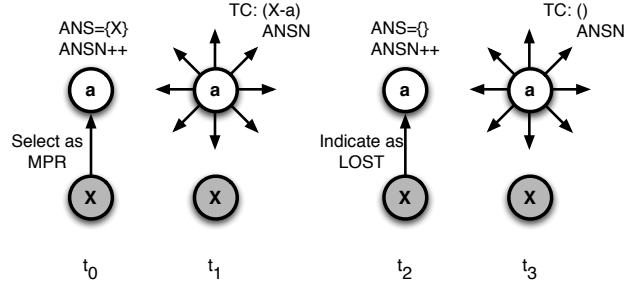 ANS={X}
ANSN++
a
Select as
MPR
X
t0
TC: (X-a)
ANSN
a
X
t1
ANS={}
ANSN++
a
Indicate as
LOST
X
t2
TC: ()
ANSN
a
X
t3